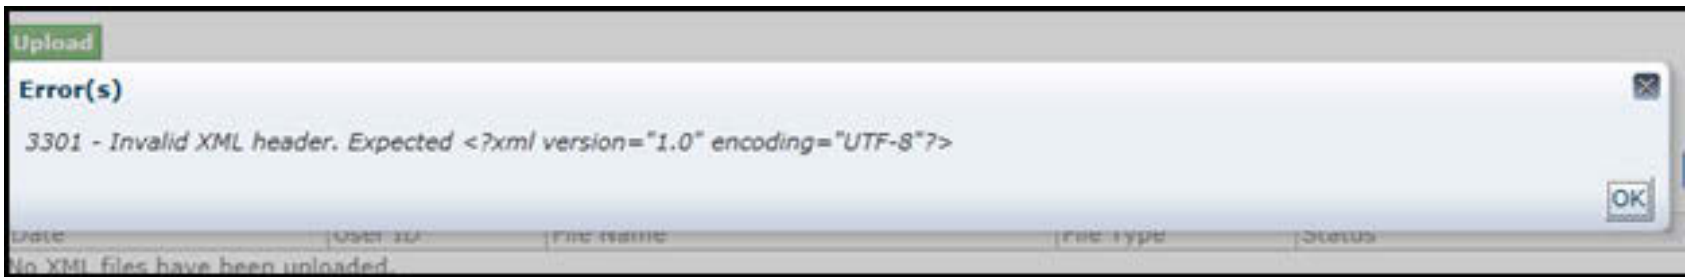 Upload
Error(s)
3301 - Invalid XML header. Expected <?xml version="1.0" encoding="UTF-8"?>
OK
Date User ID File Name File Type Status
No XML files have been uploaded.